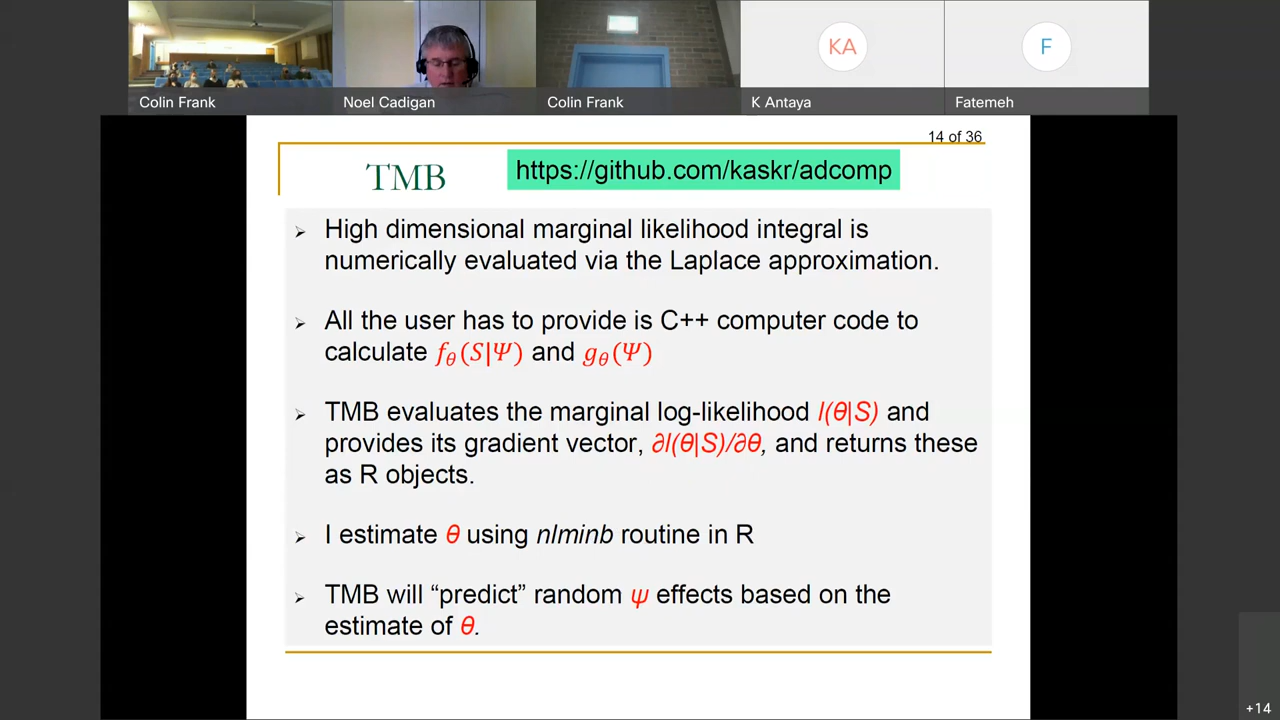 KA
F
Colin Frank
Noel Cadigan
Colin Frank
K Antaya
Fatemeh
14 of 36
TMB
https://github.com/kaskr/adcomp
High dimensional marginal likelihood integral is
numerically evaluated via the Laplace approximation.
All the user has to provide is C++ computer code to
calculate f_θ(S|Ψ) and g_θ(Ψ)
TMB evaluates the marginal log-likelihood l(θ|S) and
provides its gradient vector, ∂l(θ|S)/∂θ, and returns these
as R objects.
I estimate θ using nlminb routine in R
TMB will “predict” random ψ effects based on the
estimate of θ.
+14